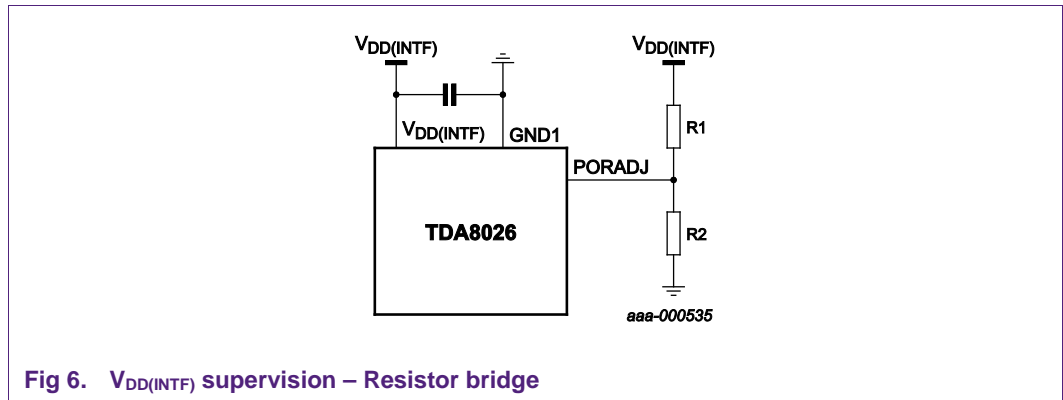 VDD(INTF)
VDD(INTF)
R1
VDD(INTF)
GND1
PORADJ
TDA8026
R2
aaa-000535
Fig 6. VDD(INTF) supervision – Resistor bridge